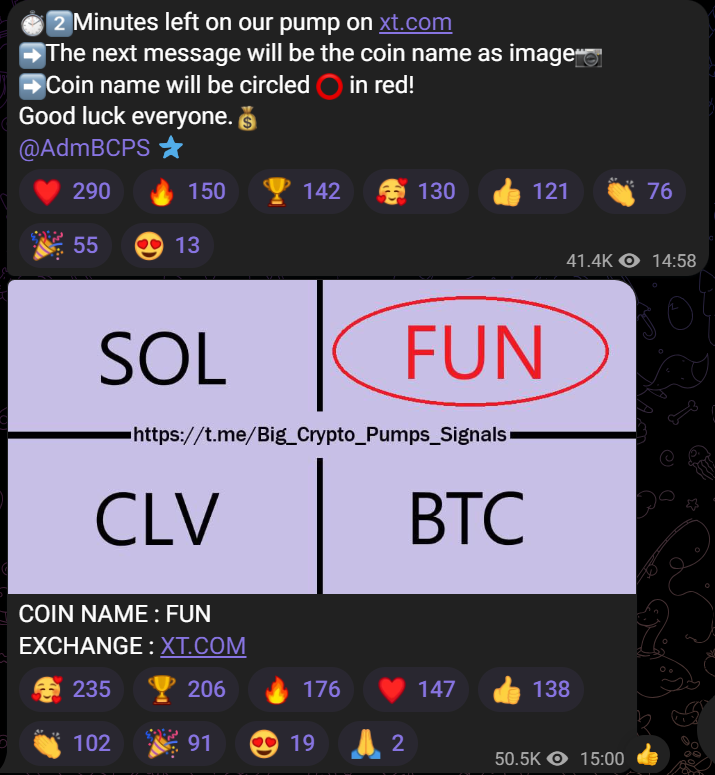 ⏱️2️⃣Minutes left on our pump on xt.com
➡️The next message will be the coin name as image📷
➡️Coin name will be circled ⭕ in red!
Good luck everyone.💰
@AdmBCPS
❤️ 290 🔥 150 🏆 142 🥰 130 👍 121 👏 76
🎉 55 😍 13
41.4K 14:58
SOL FUN
https://t.me/Big_Crypto_Pumps_Signals
CLV BTC
COIN NAME : FUN
EXCHANGE : XT.COM
🥰 235 🏆 206 🔥 176 ❤️ 147 👍 138
👏 102 🎉 91 😍 19 🙏 2
50.5K 15:00